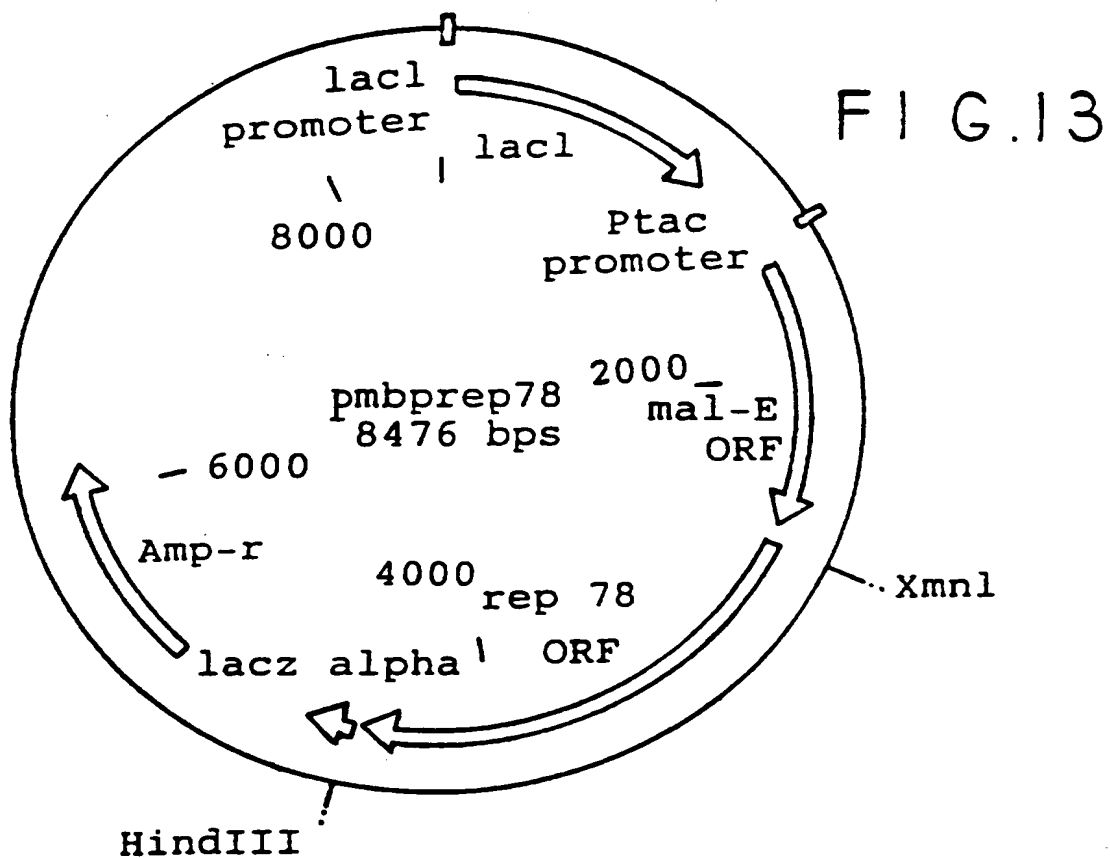 FIG.13
lacl
promoter
lacl
8000
Ptac
promoter
2000
mal-E
ORF
pmbprep78
8476 bps
6000
Amp-r
4000
rep 78
ORF
Xmnl
lacz alpha
HindIII